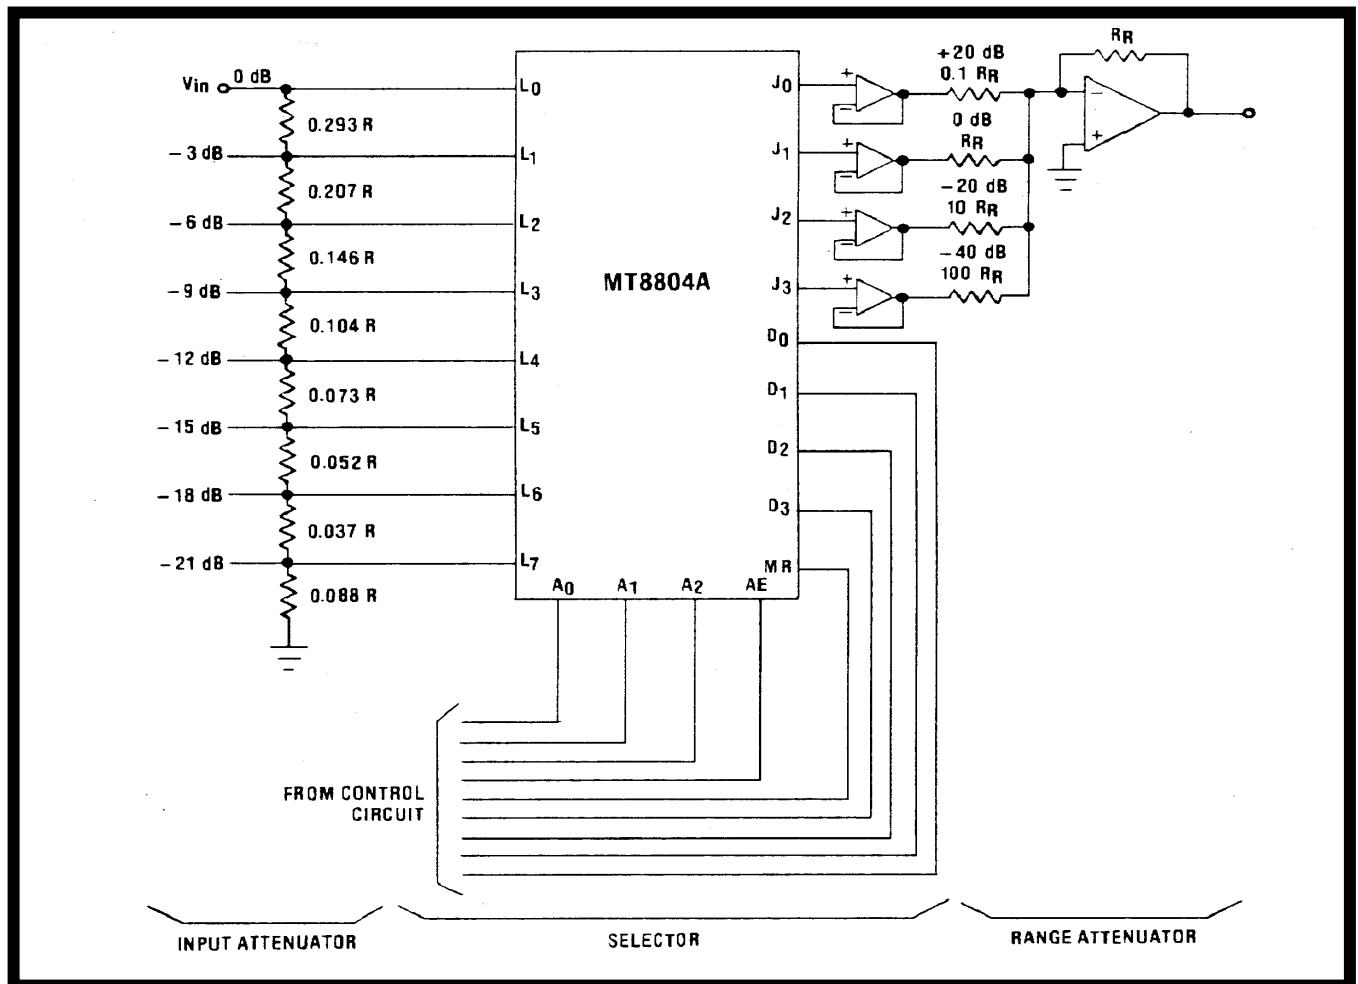 Vin 0 dB
0.293 R
– 3 dB
0.207 R
– 6 dB
0.146 R
– 9 dB
0.104 R
– 12 dB
0.073 R
– 15 dB
0.052 R
– 18 dB
0.037 R
– 21 dB
0.088 R
L0
L1
L2
L3
L4
L5
L6
L7
MT8804A
A0 A1 A2 AE
J0
J1
J2
J3
D0
D1
D2
D3
MR
+
–
+
–
+
–
+
–
+20 dB
0.1 RR
0 dB
RR
–20 dB
10 RR
–40 dB
100 RR
RR
–
+
FROM CONTROL
CIRCUIT
INPUT ATTENUATOR
SELECTOR
RANGE ATTENUATOR